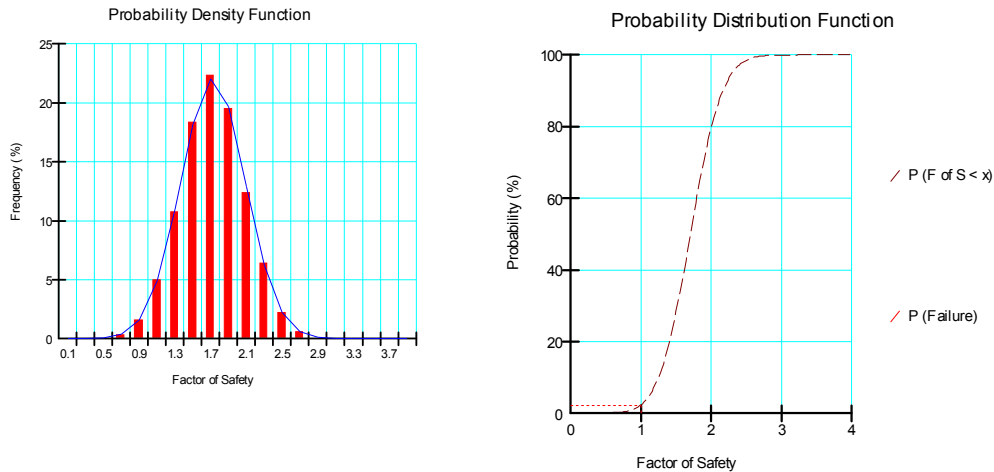 Probability Density Function
25
20
15
10
5
0
Frequency (%)
0.1 0.5 0.9 1.3 1.7 2.1 2.5 2.9 3.3 3.7
Factor of Safety
Probability Distribution Function
100
80
60
40
20
0
Probability (%)
0 1 2 3 4
Factor of Safety
P (F of S < x)
P (Failure)